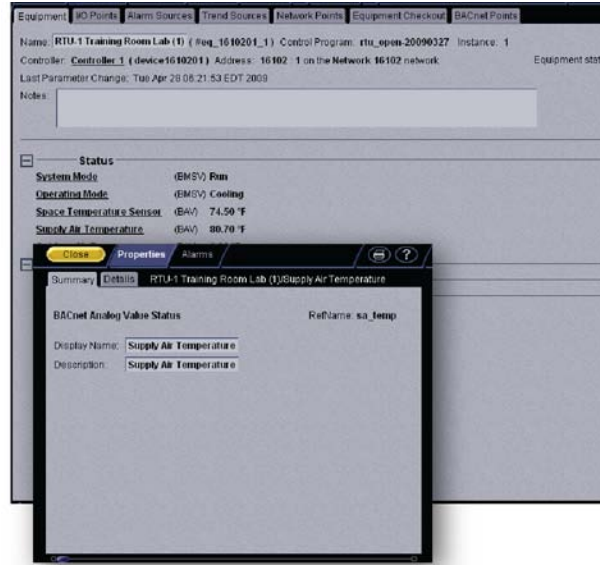 Equipment I/O Points Alarm Sources Trend Sources Network Points Equipment Checkout BACnet Points
Name: RTU-1 Training Room Lab (1) ( #eq_1610201_1 ) Control Program: rtu_open-20090327 Instance: 1
Controller: Controller 1 ( device1610201 ) Address: 16102 : 1 on the Network 16102 network Equipment stat
Last Parameter Change: Tue Apr 28 06:21:53 EDT 2009
Notes:
Status
System Mode (BMSV) Run
Operating Mode (BMSV) Cooling
Space Temperature Sensor (BAV) 74.50 °F
Supply Air Temperature (BAV) 80.70 °F
Close Properties Alarms ?
Summary Details RTU-1 Training Room Lab (1)/Supply Air Temperature
BACnet Analog Value Status RefName: sa_temp
Display Name: Supply Air Temperature
Description: Supply Air Temperature